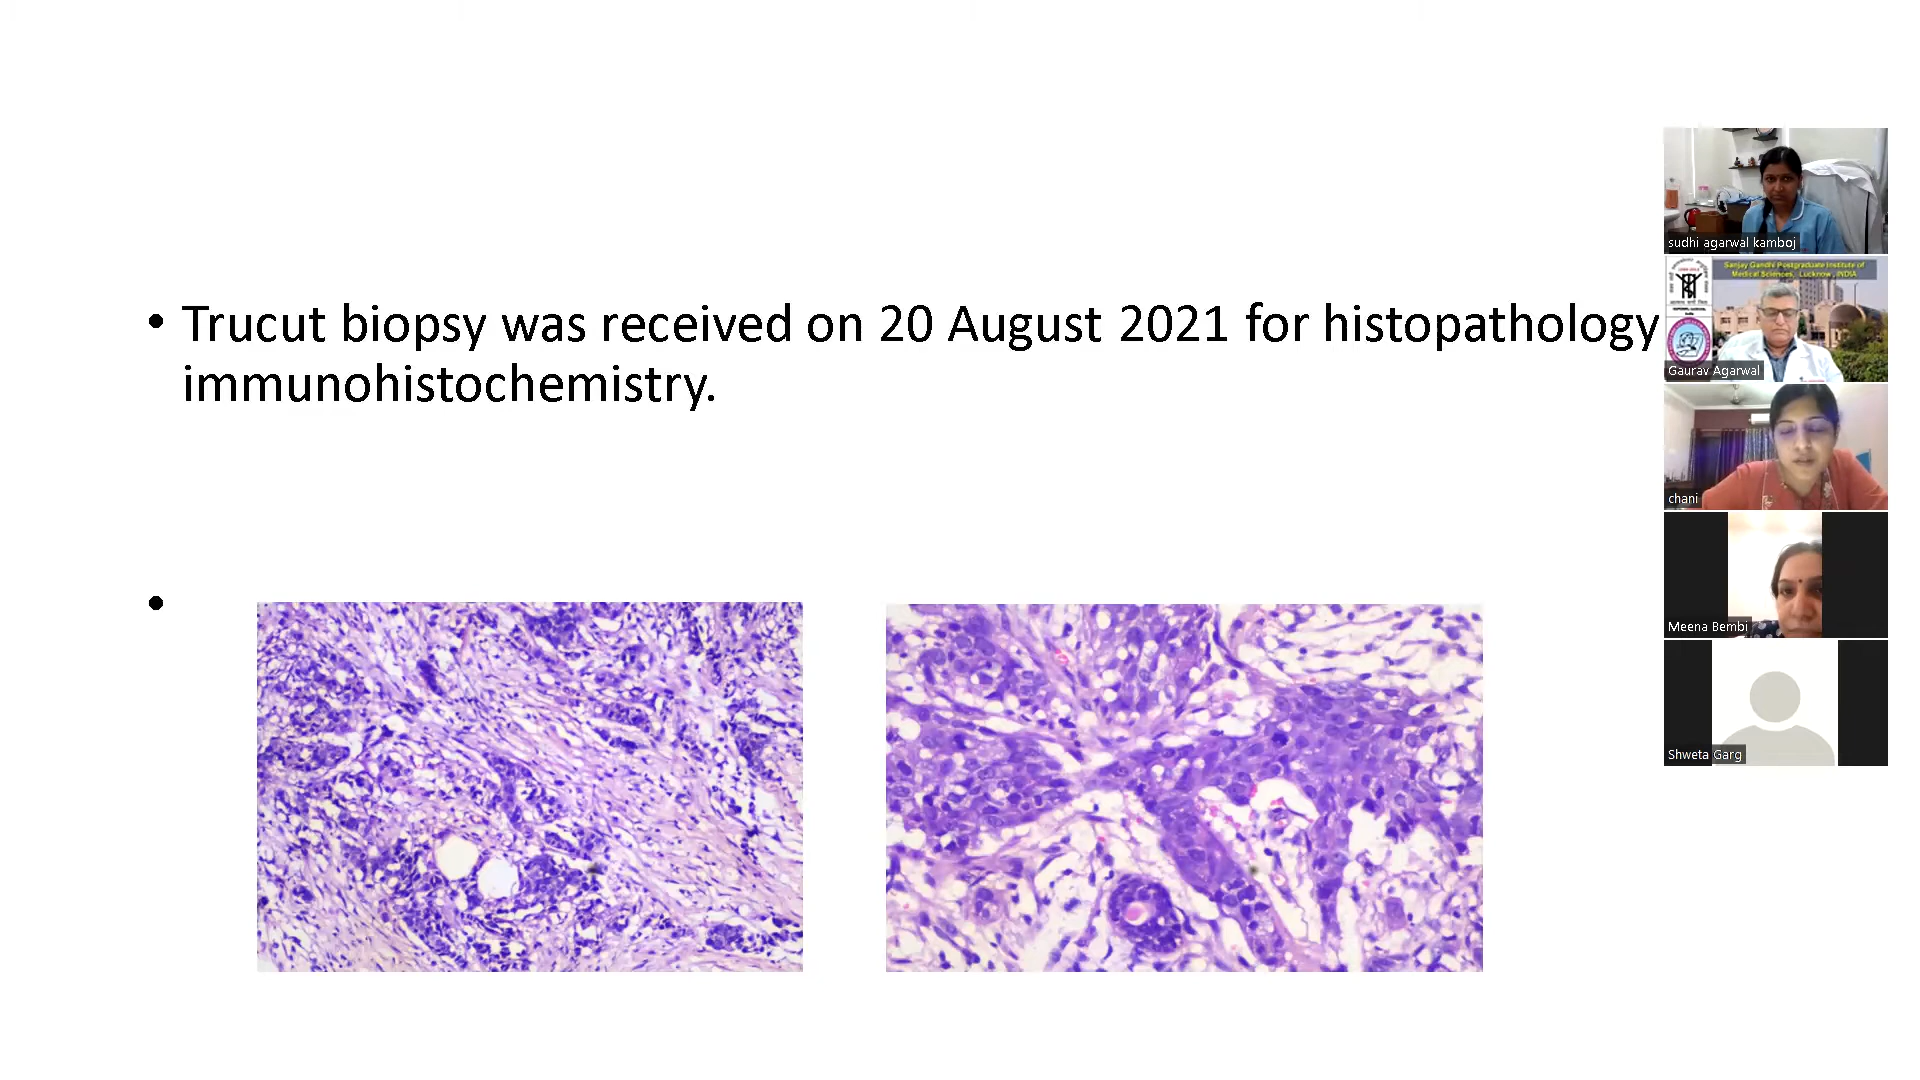 • Trucut biopsy was received on 20 August 2021 for histopathology
immunohistochemistry.
•
sudhi agarwal kamboj
Sanjay Gandhi Postgraduate Institute of
Medical Sciences, Lucknow, INDIA
Gaurav Agarwal
chani
Meena Bembi
Shweta Garg